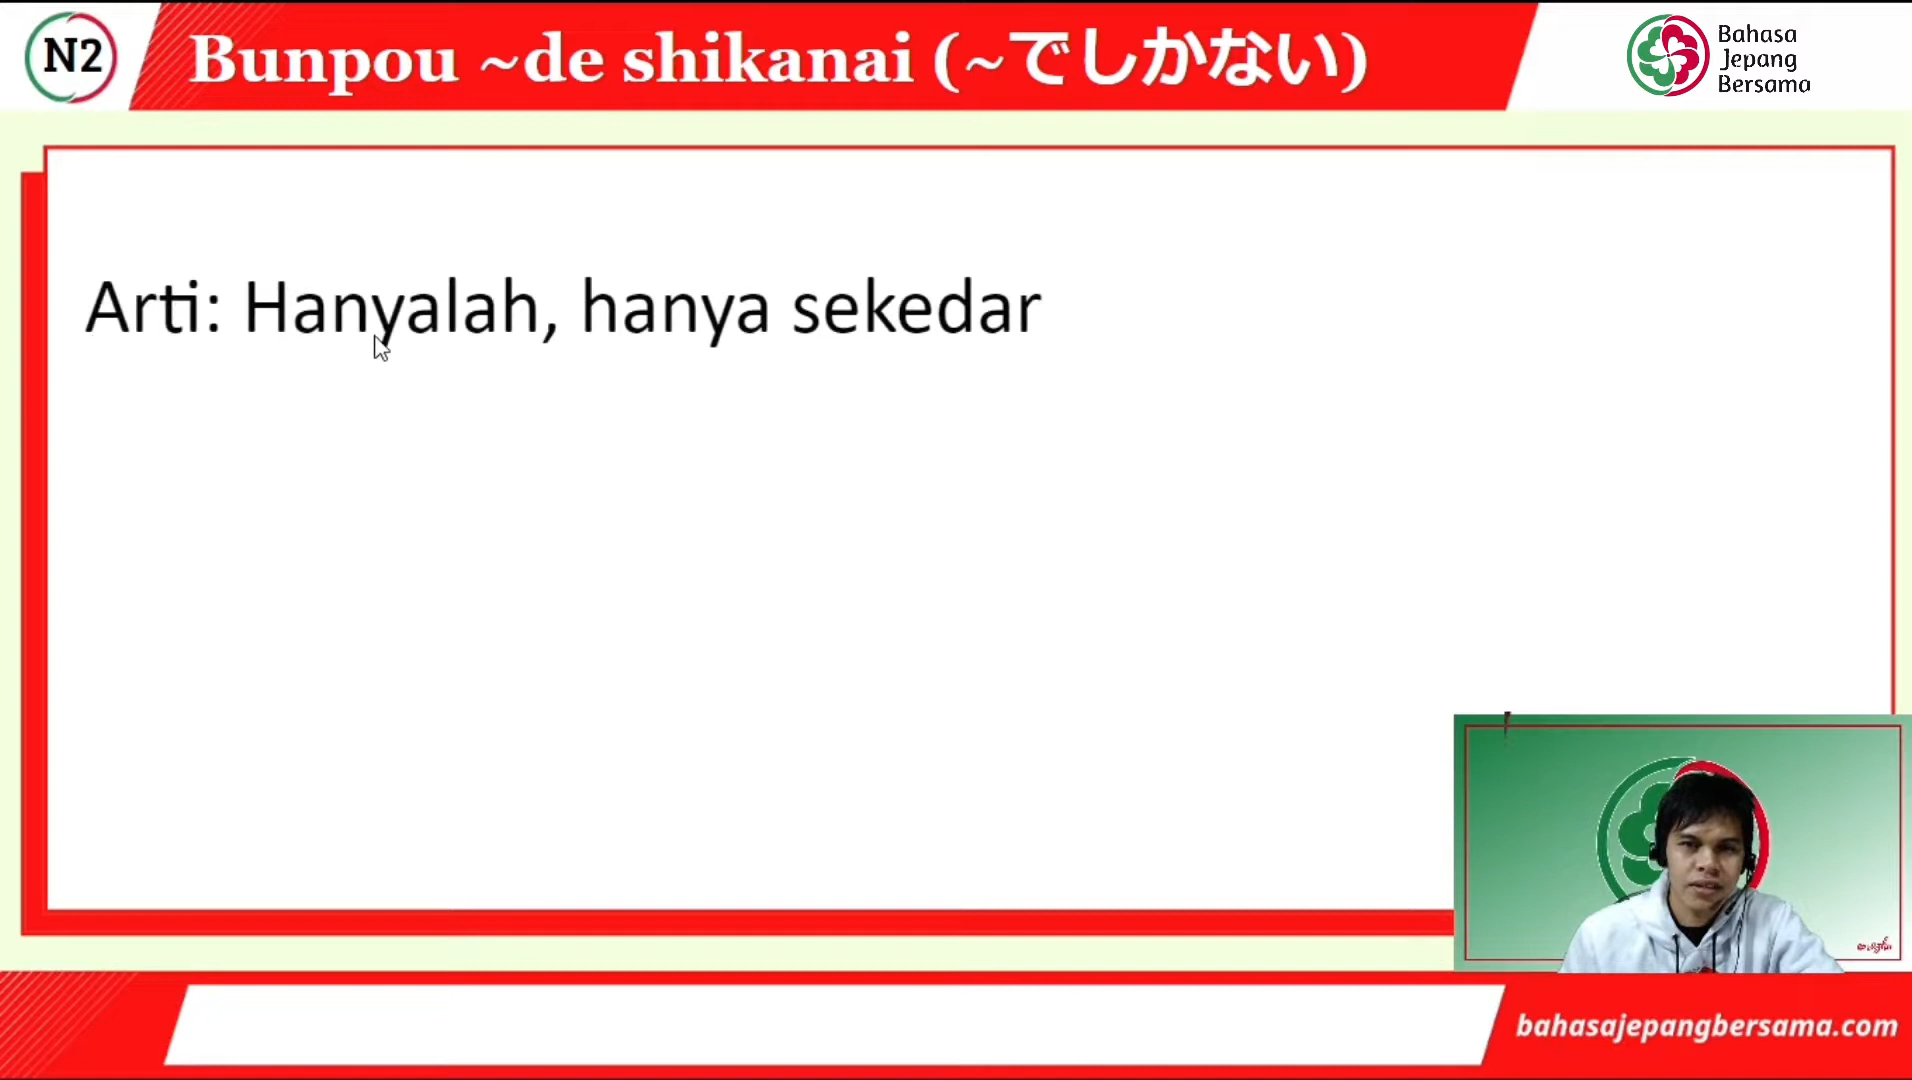 N2
Bunpou ~de shikanai (~でしかない)
Bahasa
Jepang
Bersama
Arti: Hanyalah, hanya sekedar
bahasajepangbersama.com